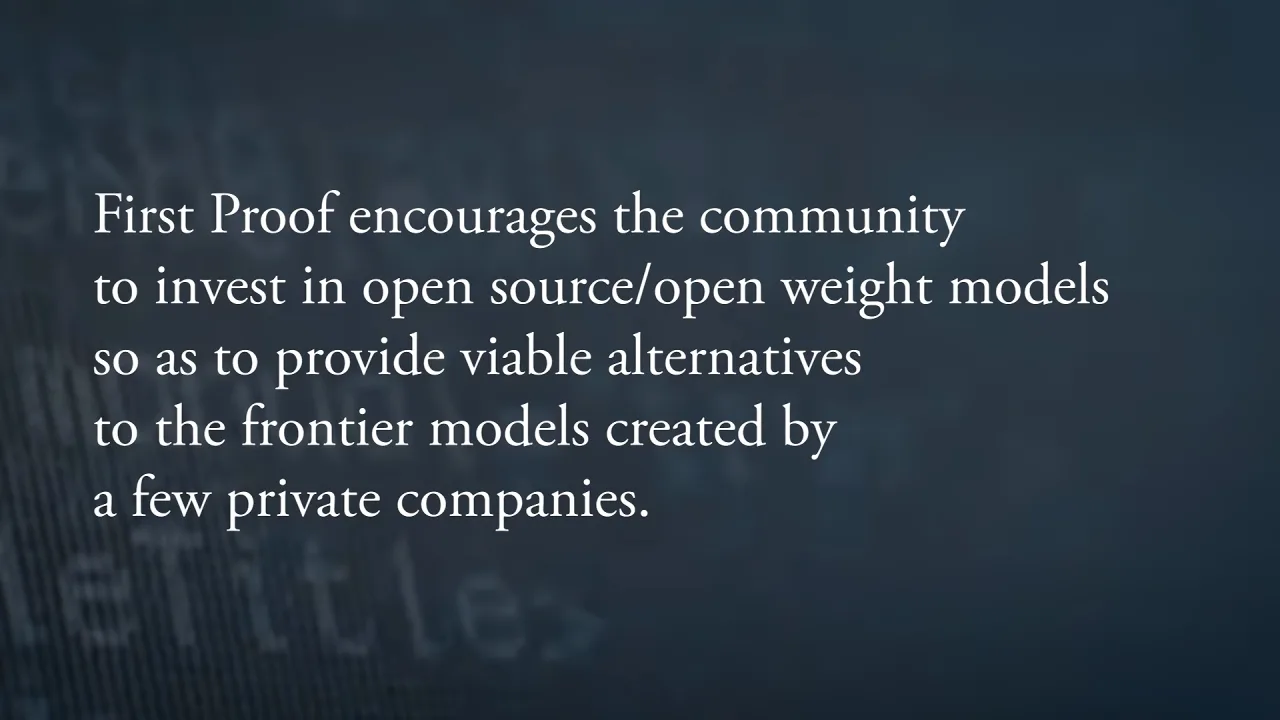 First Proof encourages the community
to invest in open source/open weight models
so as to provide viable alternatives
to the frontier models created by
a few private companies.
leTitle>